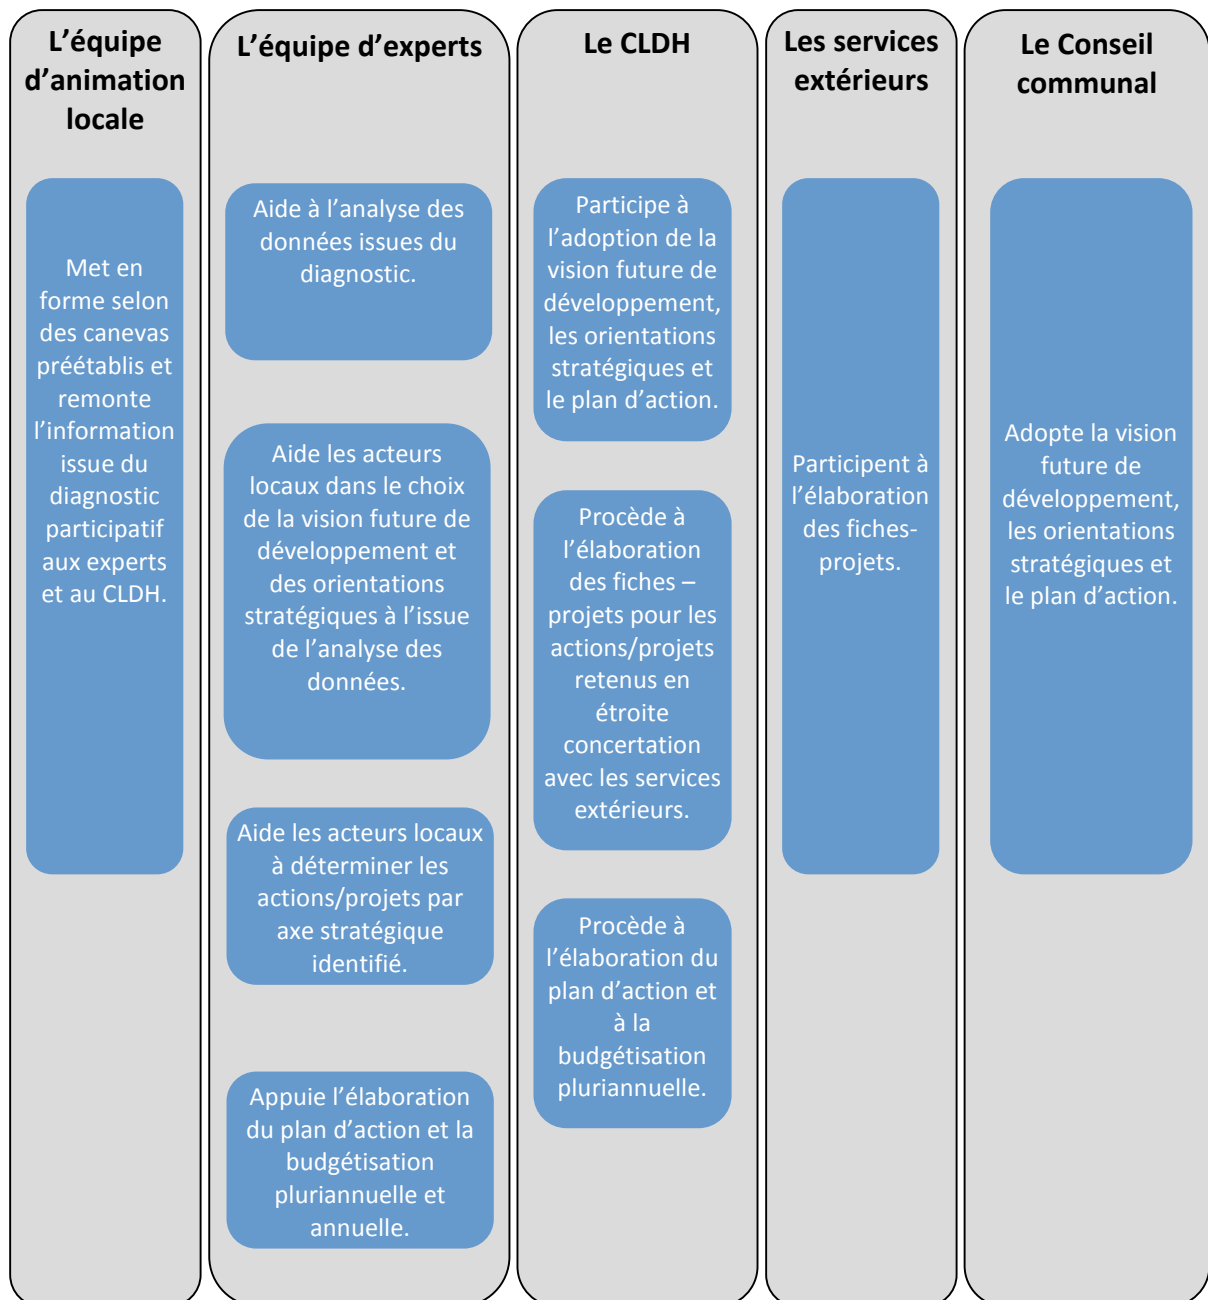 L’équipe
d’animation
locale
Met en
forme selon
des canevas
préétablis et
remonte
l’information
issue du
diagnostic
participatif
aux experts
et au CLDH.
L’équipe d’experts
Aide à l’analyse des
données issues du
diagnostic.
Aide les acteurs
locaux dans le choix
de la vision future de
développement et
des orientations
stratégiques à l’issue
de l’analyse des
données.
Aide les acteurs locaux
à déterminer les
actions/projets par
axe stratégique
identifié.
Appuie l’élaboration
du plan d’action et la
budgétisation
pluriannuelle et
annuelle.
Le CLDH
Participe à
l’adoption de la
vision future de
développement,
les orientations
stratégiques et
le plan d’action.
Procède à
l’élaboration
des fiches –
projets pour les
actions/projets
retenus en
étroite
concertation
avec les services
extérieurs.
Procède à
l’élaboration du
plan d’action et
à la
budgétisation
pluriannuelle.
Les services
extérieurs
Participent à
l’élaboration
des fiches-
projets.
Le Conseil
communal
Adopte la vision
future de
développement,
les orientations
stratégiques et
le plan d’action.